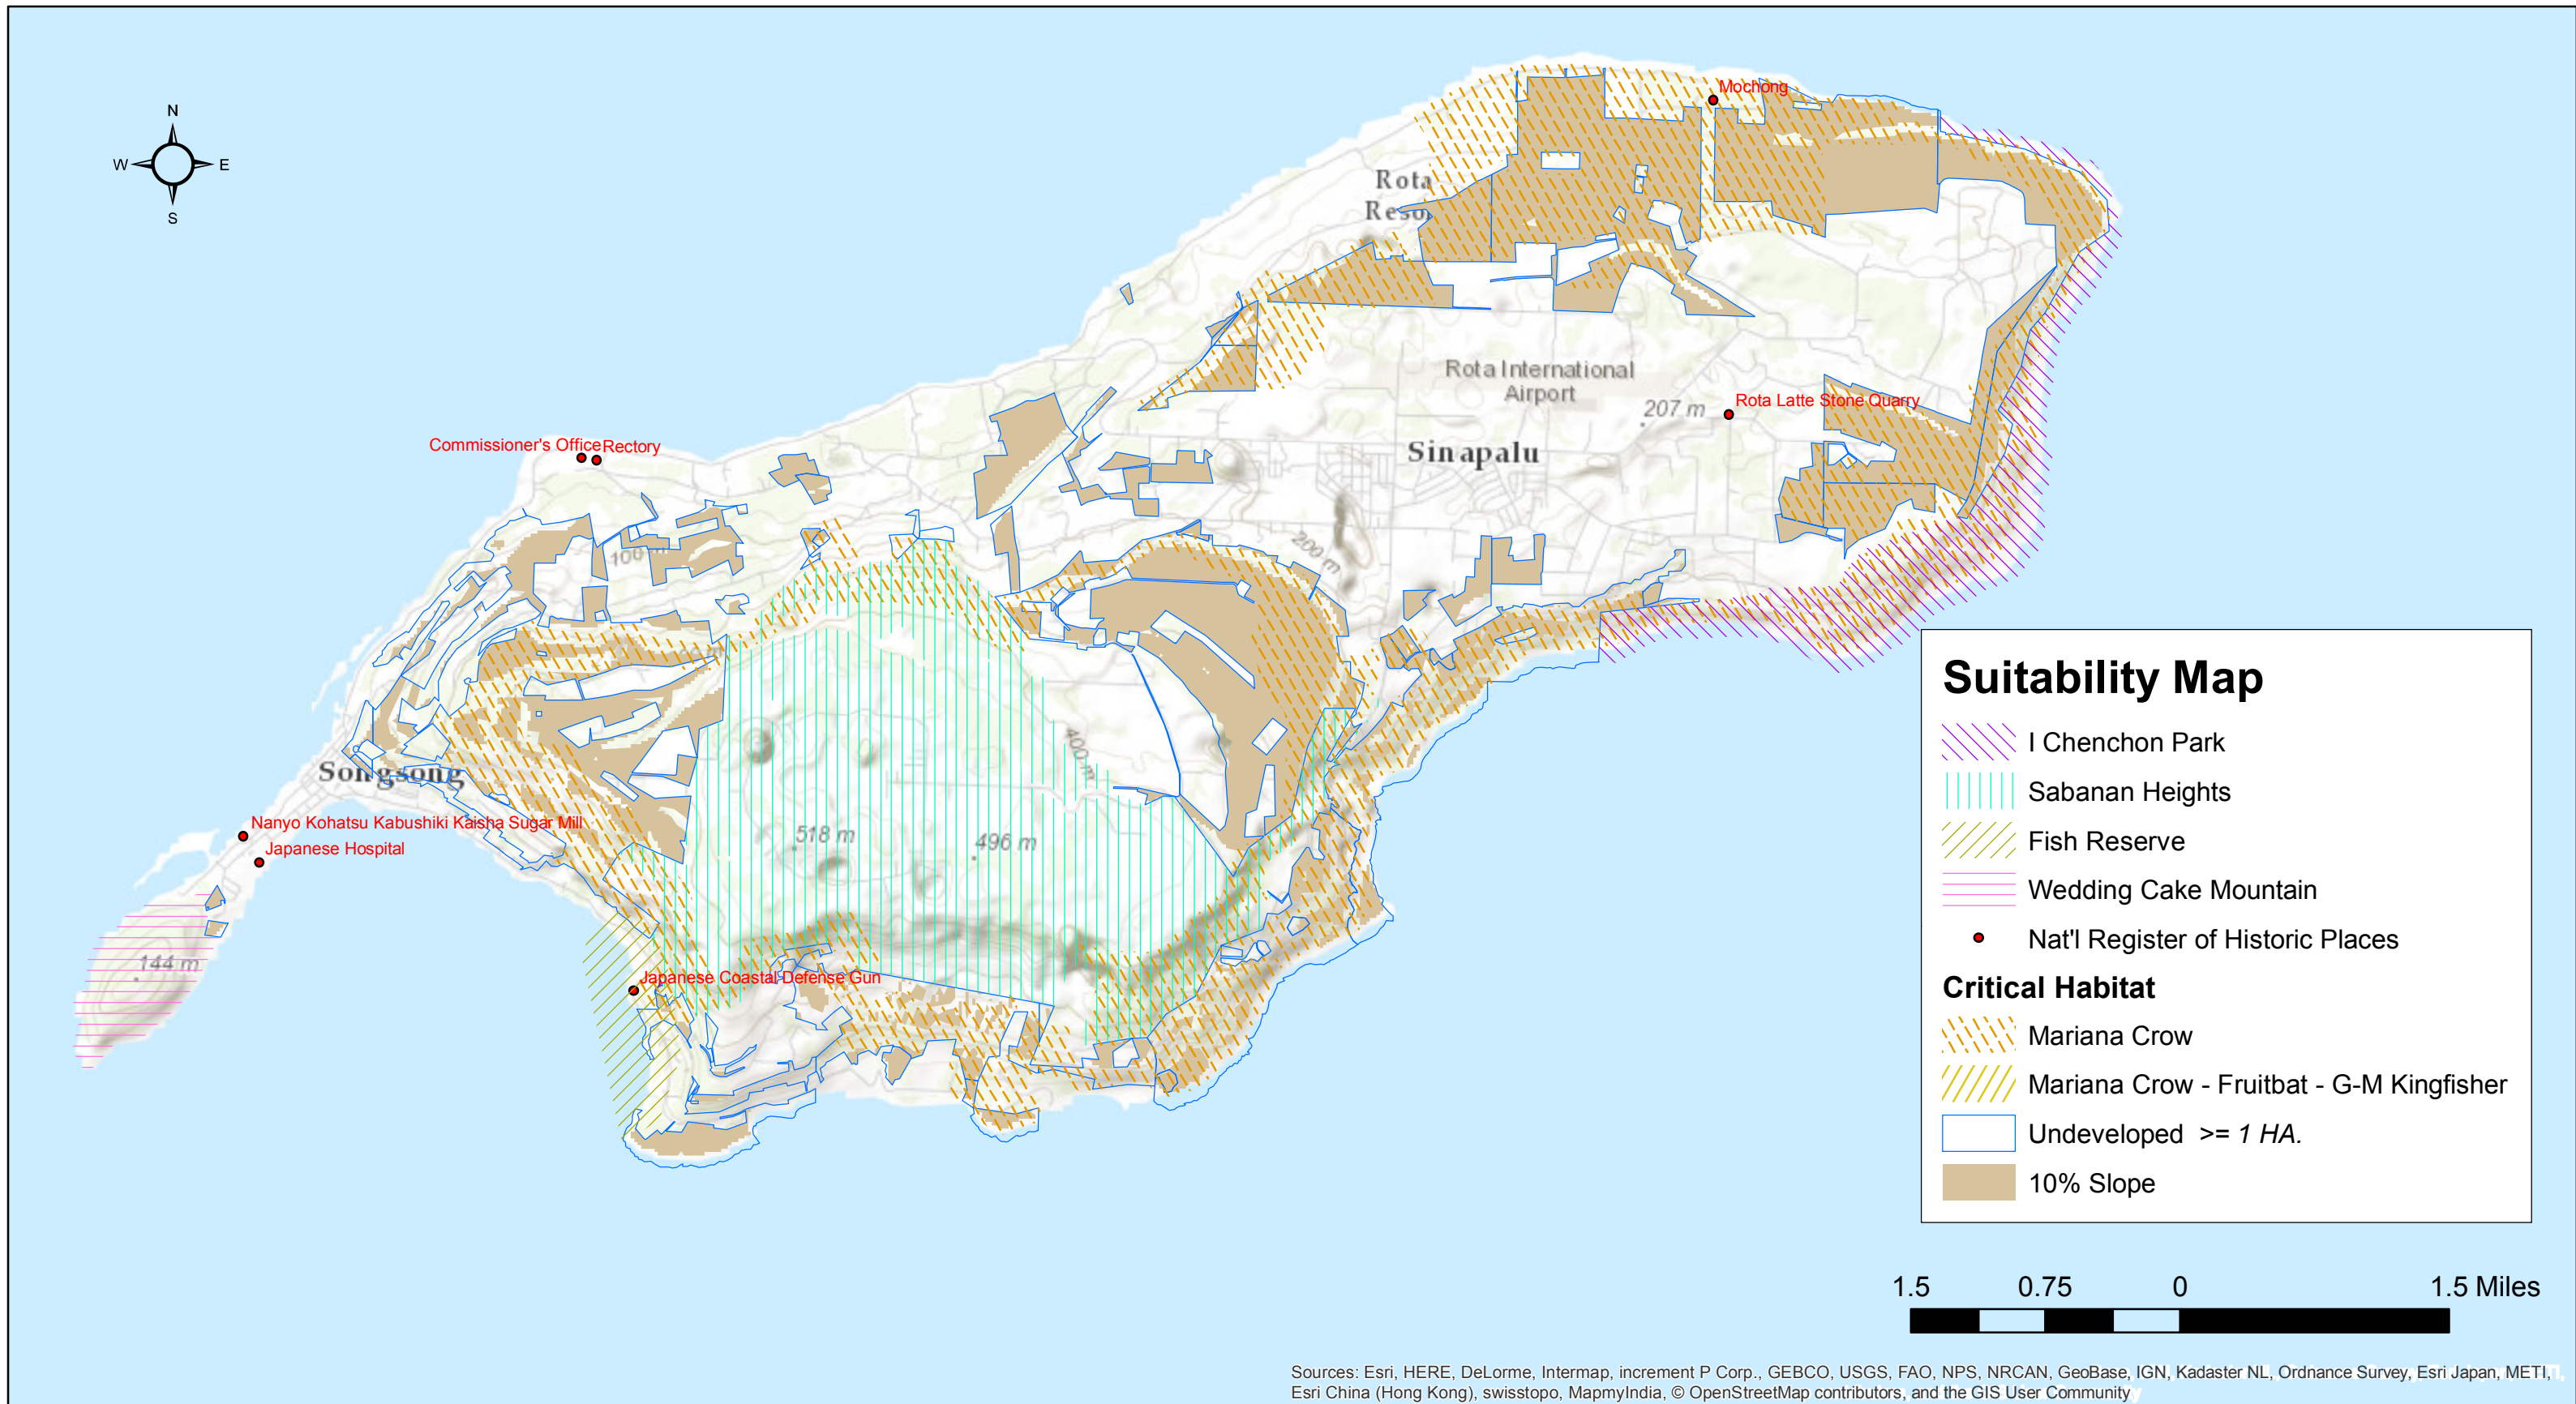 N
W E
S
Mochong
Rota
Reso
Rota International
Airport
207 m
Rota Latte Stone Quarry
Sinapalu
Commissioner's Office Rectory
100 m
200 m
400 m
Songsong
Nanyo Kohatsu Kabushiki Kaisha Sugar Mill
Japanese Hospital
518 m
496 m
144 m
Japanese Coastal Defense Gun
Suitability Map
I Chenchon Park
Sabanan Heights
Fish Reserve
Wedding Cake Mountain
Nat'l Register of Historic Places
Critical Habitat
Mariana Crow
Mariana Crow - Fruitbat - G-M Kingfisher
Undeveloped >= 1 HA.
10% Slope
1.5 0.75 0 1.5 Miles
Sources: Esri, HERE, DeLorme, Intermap, increment P Corp., GEBCO, USGS, FAO, NPS, NRCAN, GeoBase, IGN, Kadaster NL, Ordnance Survey, Esri Japan, METI,
Esri China (Hong Kong), swisstopo, MapmyIndia, © OpenStreetMap contributors, and the GIS User Community